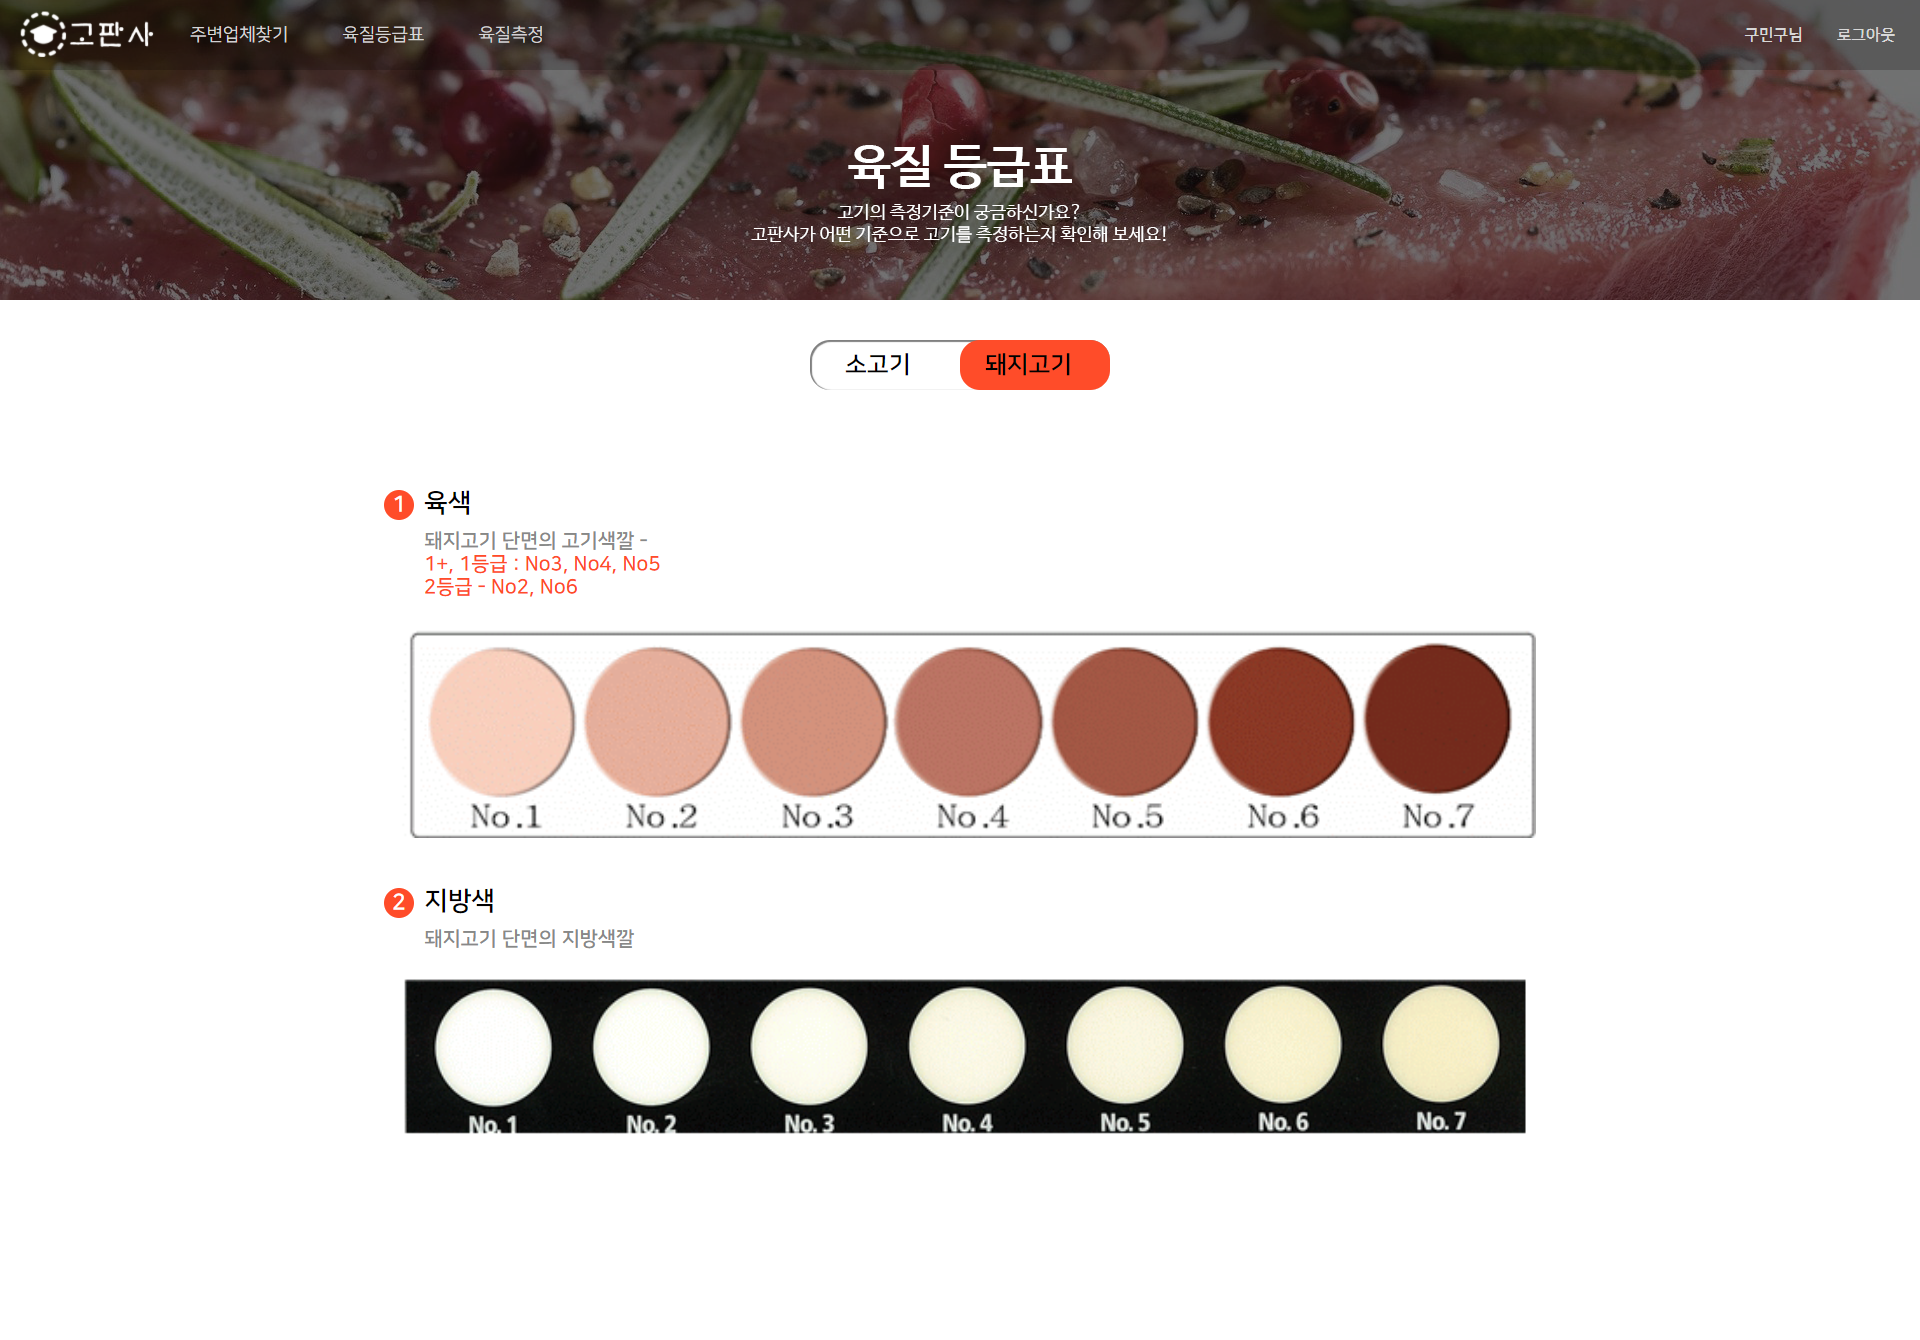 고판사
주변업체찾기
육질등급표
육질측정
구민구님
로그아웃
육질 등급표
고기의 측정기준이 궁금하신가요?
고판사가 어떤 기준으로 고기를 측정하는지 확인해 보세요!
소고기
돼지고기
1 육색
돼지고기 단면의 고기색깔 -
1+, 1등급 : No3, No4, No5
2등급 - No2, No6
No.1 No.2 No.3 No.4 No.5 No.6 No.7
2 지방색
돼지고기 단면의 지방색깔
No. 1 No. 2 No. 3 No. 4 No. 5 No. 6 No. 7